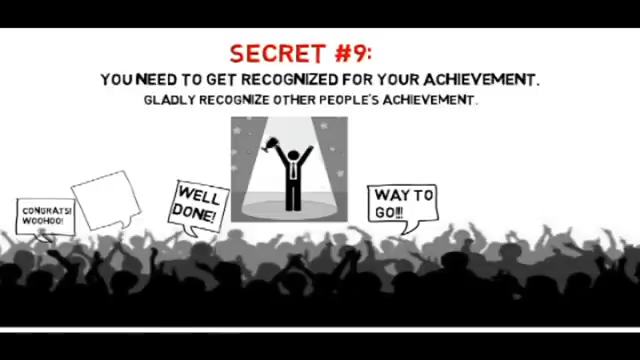 SECRET #9:
YOU NEED TO GET RECOGNIZED FOR YOUR ACHIEVEMENT.
GLADLY RECOGNIZE OTHER PEOPLE'S ACHIEVEMENT.
CONGRATS!
WOOHOO!
WELL
DONE!
WAY TO
GO!!!